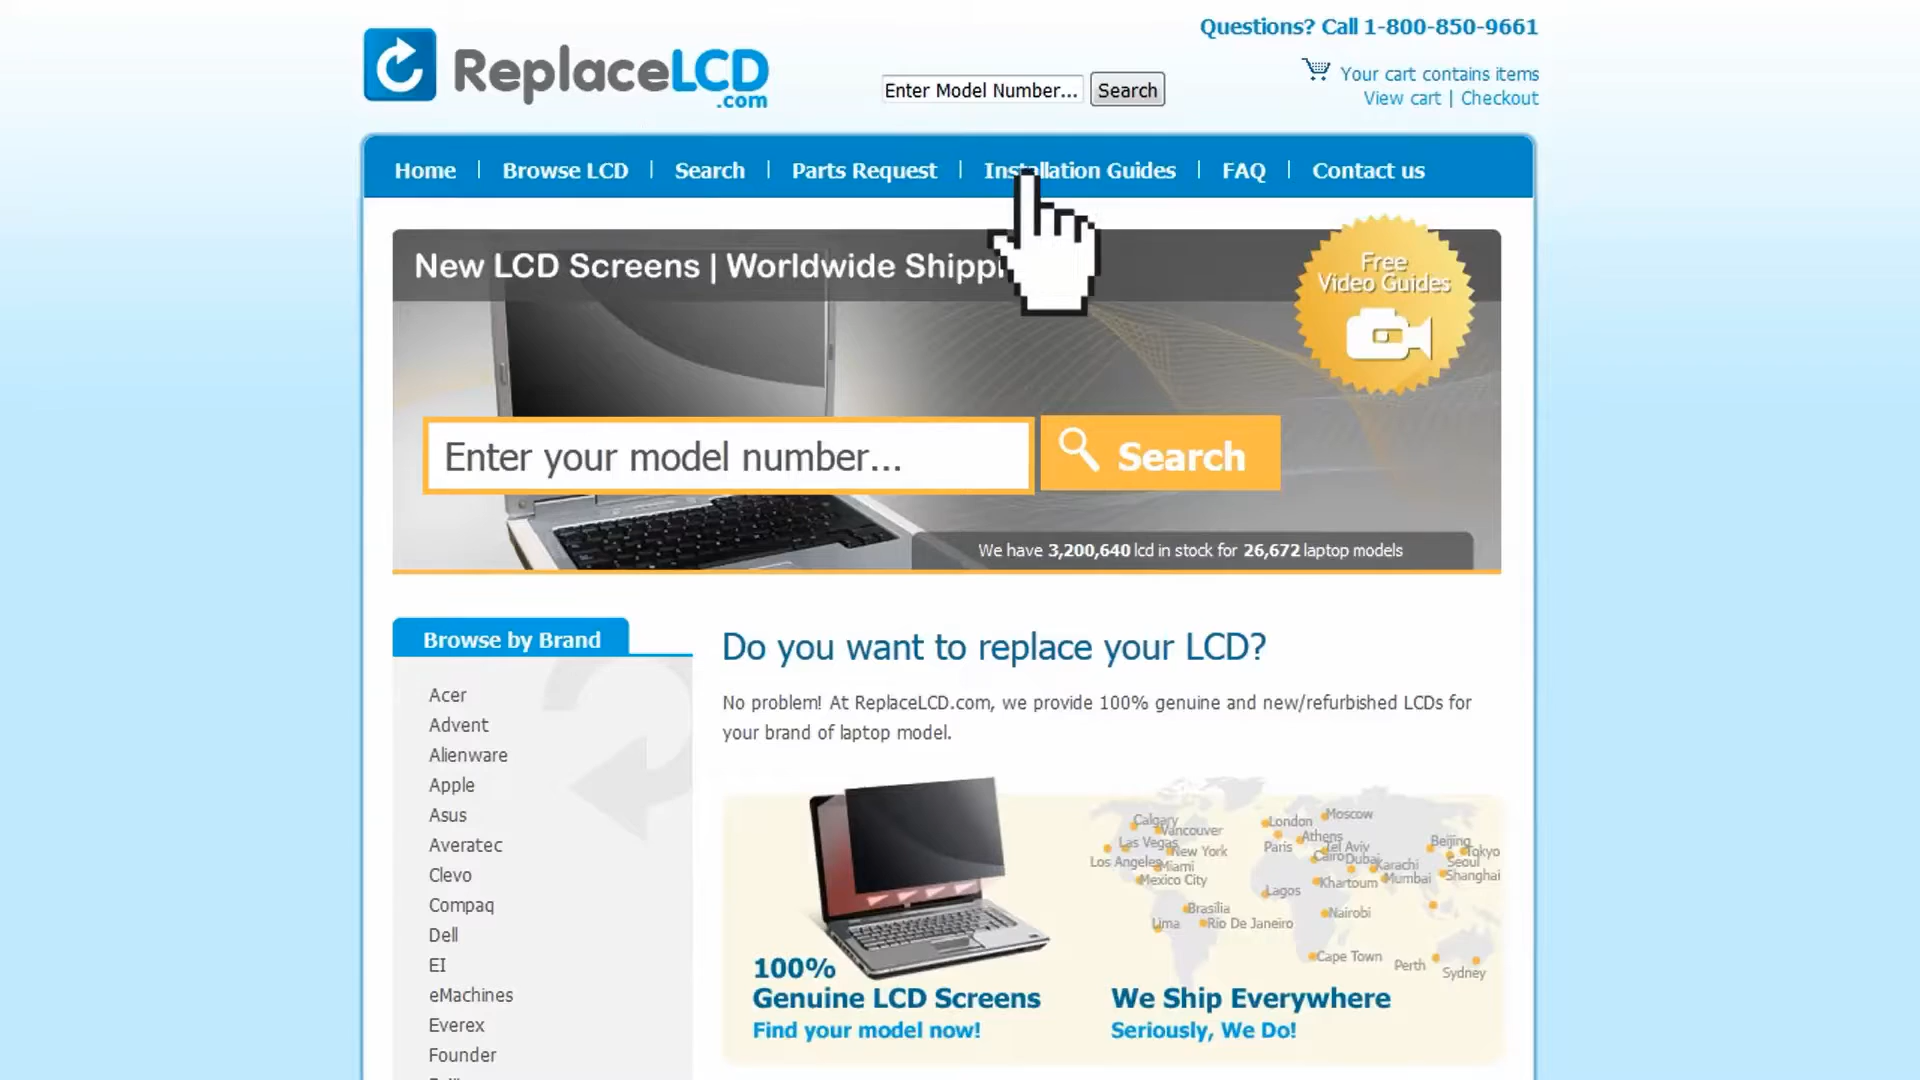 Questions? Call 1-800-850-9661
ReplaceLCD
.com
Enter Model Number...
Search
Your cart contains items
View cart | Checkout
Home | Browse LCD | Search | Parts Request | Installation Guides | FAQ | Contact us
New LCD Screens | Worldwide Shippi
Free
Video Guides
Enter your model number...
Search
We have 3,200,640 lcd in stock for 26,672 laptop models
Browse by Brand
Acer
Advent
Alienware
Apple
Asus
Averatec
Clevo
Compaq
Dell
EI
eMachines
Everex
Founder
Do you want to replace your LCD?
No problem! At ReplaceLCD.com, we provide 100% genuine and new/refurbished LCDs for
your brand of laptop model.
100%
Genuine LCD Screens
Find your model now!
Calgary
Vancouver
Las Vegas
New York
Los Angeles
Miami
Mexico City
Brasilia
Lima
Rio De Janeiro
London
Moscow
Athens
Paris
Tel Aviv
Cairo
Dubai
Karachi
Khartoum
Mumbai
Lagos
Nairobi
Cape Town
Beijing
Tokyo
Seoul
Shanghai
Perth
Sydney
We Ship Everywhere
Seriously, We Do!